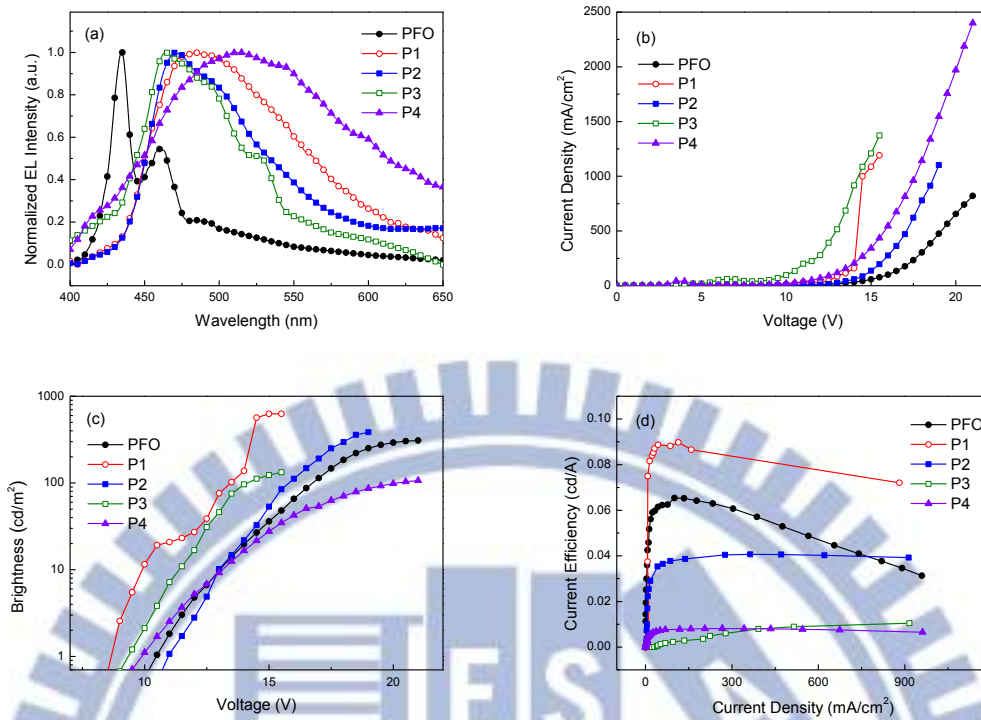 (a)
PFO
P1
P2
P3
P4
1.0
0.8
0.6
0.4
0.2
0.0
Normalized EL Intensity (a.u.)
400 450 500 550 600 650
Wavelength (nm)
(b)
PFO
P1
P2
P3
P4
2500
2000
1500
1000
500
0
Current Density (mA/cm²)
0 5 10 15 20
Voltage (V)
(c)
PFO
P1
P2
P3
P4
1000
100
10
1
Brightness (cd/m²)
10 15 20
Voltage (V)
(d)
PFO
P1
P2
P3
P4
0.10
0.08
0.06
0.04
0.02
0.00
Current Efficiency (cd/A)
0 300 600 900
Current Density (mA/cm²)
E S